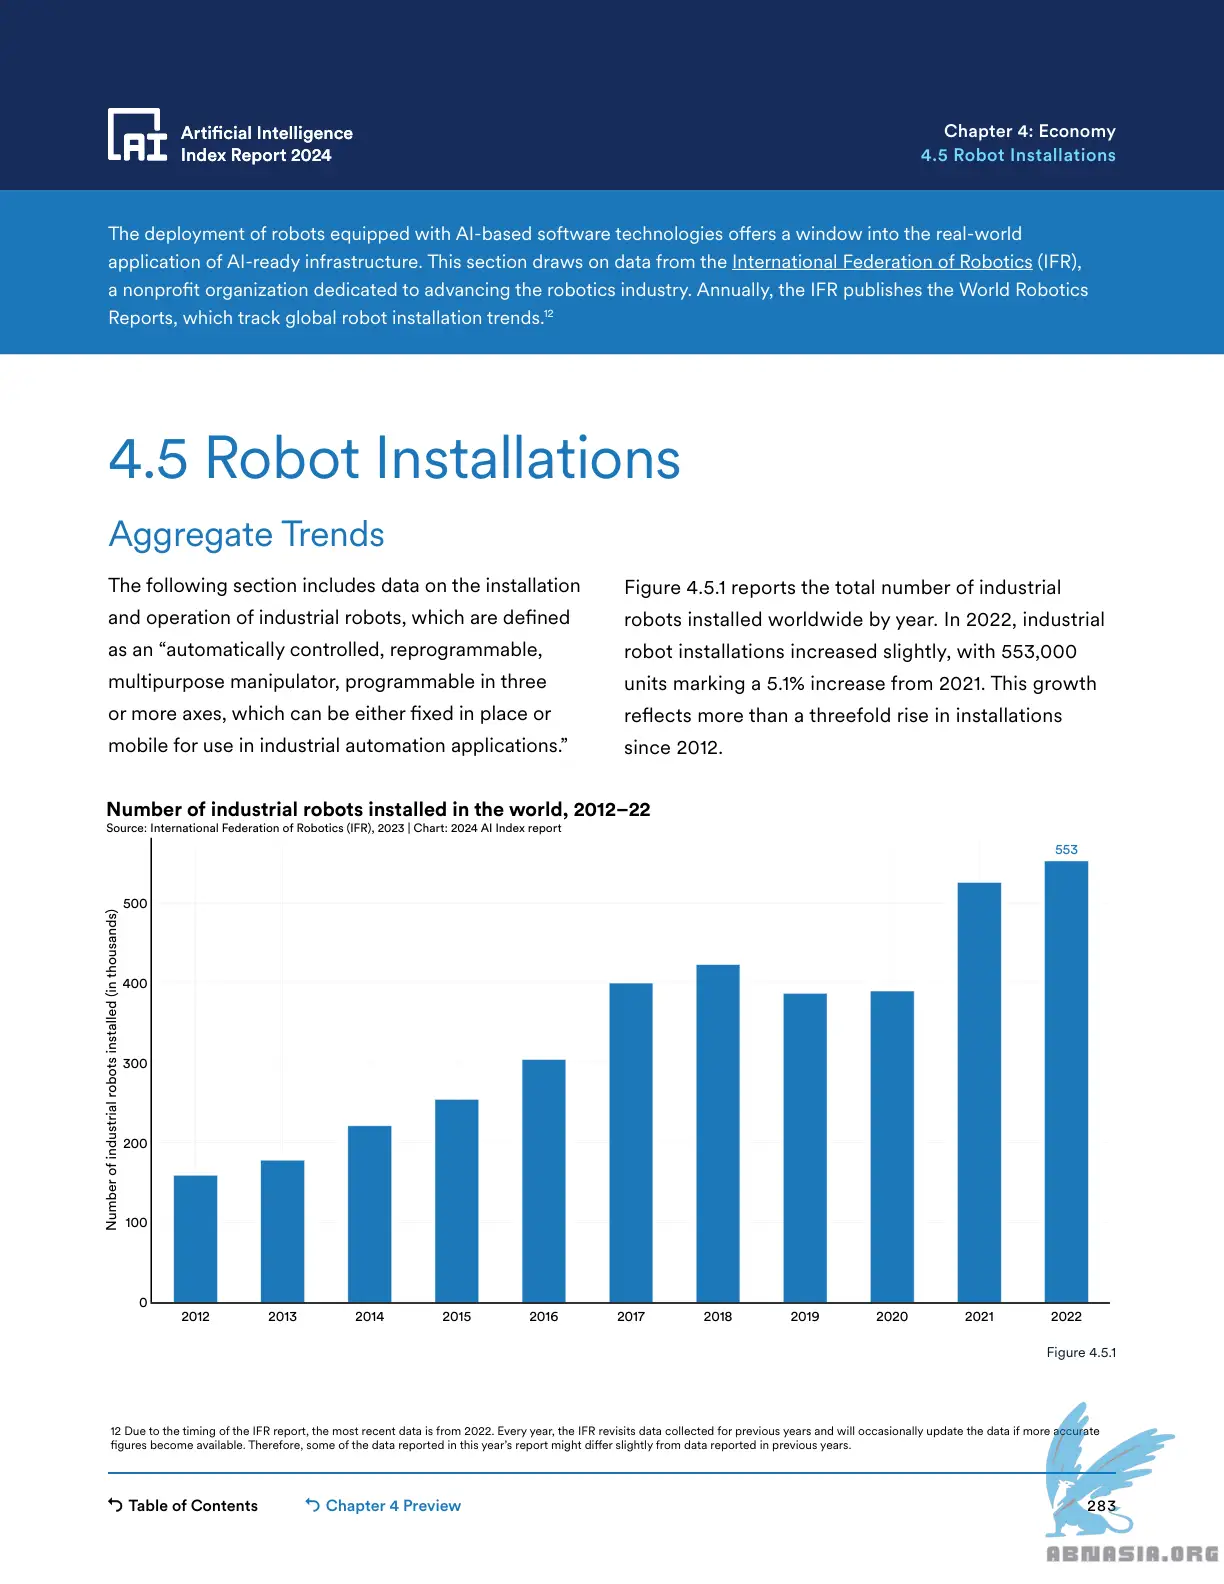 Artificial Intelligence
Index Report 2024
Chapter 4: Economy
4.5 Robot Installations
The deployment of robots equipped with AI-based software technologies offers a window into the real-world
application of AI-ready infrastructure. This section draws on data from the International Federation of Robotics (IFR),
a nonprofit organization dedicated to advancing the robotics industry. Annually, the IFR publishes the World Robotics
Reports, which track global robot installation trends.12
4.5 Robot Installations
Aggregate Trends
The following section includes data on the installation
and operation of industrial robots, which are defined
as an “automatically controlled, reprogrammable,
multipurpose manipulator, programmable in three
or more axes, which can be either fixed in place or
mobile for use in industrial automation applications.”
Figure 4.5.1 reports the total number of industrial
robots installed worldwide by year. In 2022, industrial
robot installations increased slightly, with 553,000
units marking a 5.1% increase from 2021. This growth
reflects more than a threefold rise in installations
since 2012.
Number of industrial robots installed in the world, 2012–22
Source: International Federation of Robotics (IFR), 2023 | Chart: 2024 AI Index report
Number of industrial robots installed (in thousands)
553
500
400
300
200
100
0
2012 2013 2014 2015 2016 2017 2018 2019 2020 2021 2022
Figure 4.5.1
12 Due to the timing of the IFR report, the most recent data is from 2022. Every year, the IFR revisits data collected for previous years and will occasionally update the data if more accurate
figures become available. Therefore, some of the data reported in this year’s report might differ slightly from data reported in previous years.
Table of Contents
Chapter 4 Preview
283
ABNASIA.ORG